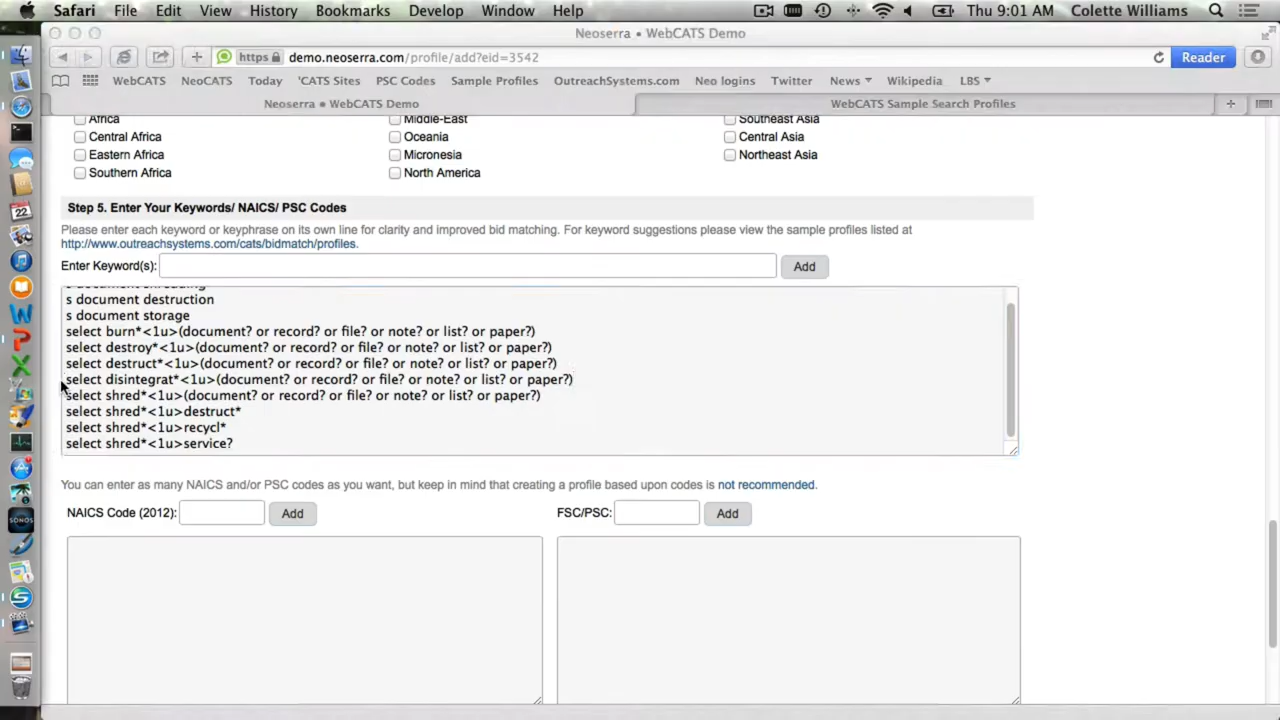 Safari File Edit View History Bookmarks Develop Window Help Thu 9:01 AM Colette Williams
Neoserra • WebCATS Demo
https demo.neoserra.com/profile/add?eid=3542 Reader
WebCATS NeoCATS Today 'CATS Sites PSC Codes Sample Profiles OutreachSystems.com Neo logins Twitter News Wikipedia LBS
Neoserra • WebCATS Demo WebCATS Sample Search Profiles
Africa Middle-East Southeast Asia
Central Africa Oceania Central Asia
Eastern Africa Micronesia Northeast Asia
Southern Africa North America
Step 5. Enter Your Keywords/ NAICS/ PSC Codes
Please enter each keyword or keyphrase on its own line for clarity and improved bid matching. For keyword suggestions please view the sample profiles listed at
http://www.outreachsystems.com/cats/bidmatch/profiles.
Enter Keyword(s): Add
s document shredding
s document destruction
s document storage
select burn*<1u>(document? or record? or file? or note? or list? or paper?)
select destroy*<1u>(document? or record? or file? or note? or list? or paper?)
select destruct*<1u>(document? or record? or file? or note? or list? or paper?)
select disintegrat*<1u>(document? or record? or file? or note? or list? or paper?)
select shred*<1u>(document? or record? or file? or note? or list? or paper?)
select shred*<1u>destruct*
select shred*<1u>recycl*
select shred*<1u>service?
You can enter as many NAICS and/or PSC codes as you want, but keep in mind that creating a profile based upon codes is not recommended.
NAICS Code (2012): Add FSC/PSC: Add
22
SONOS